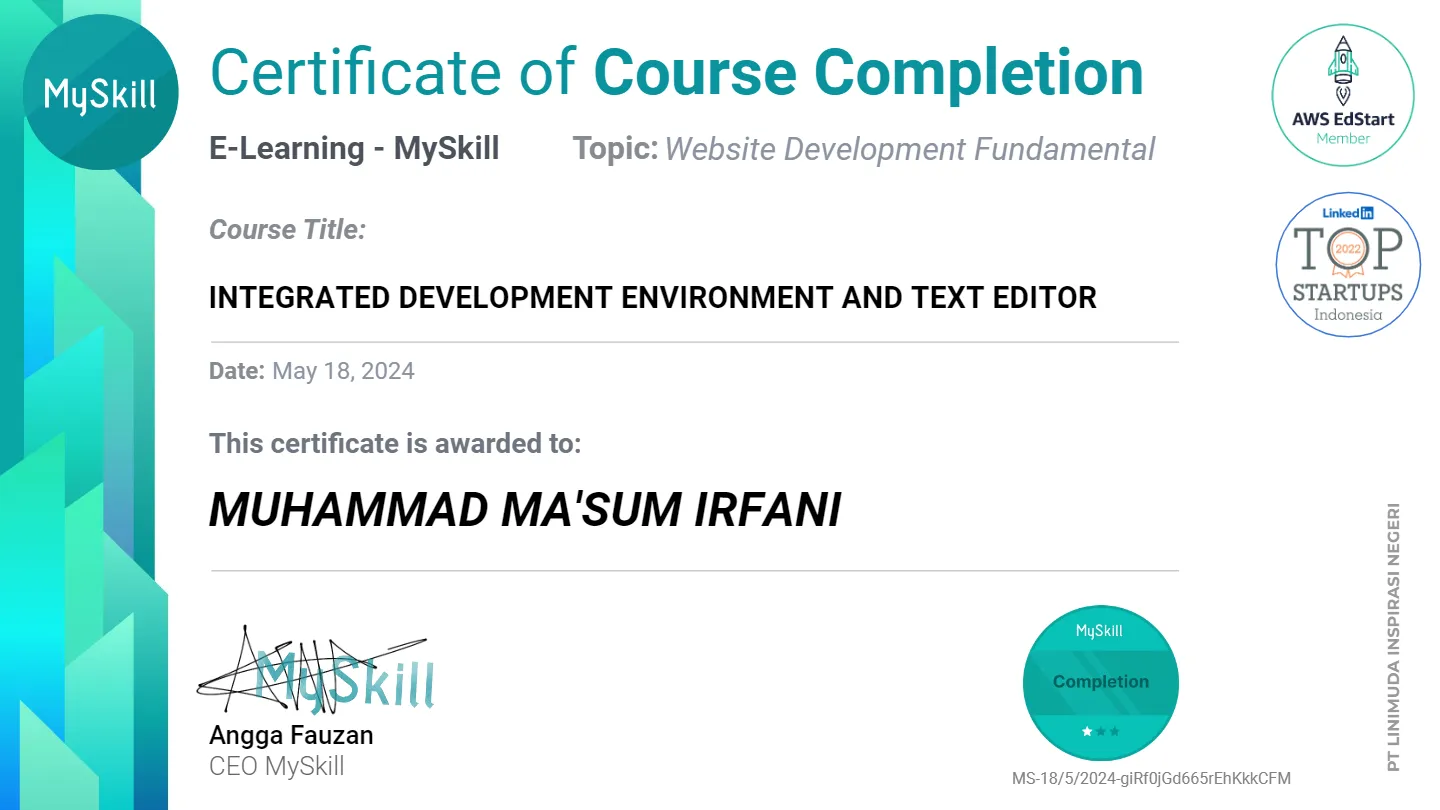 MySkill
Certificate of Course Completion
E-Learning - MySkill
Topic: Website Development Fundamental
AWS EdStart
Member
LinkedIn
TOP
2022
STARTUPS
Indonesia
Course Title:
INTEGRATED DEVELOPMENT ENVIRONMENT AND TEXT EDITOR
Date: May 18, 2024
This certificate is awarded to:
MUHAMMAD MA'SUM IRFANI
MySkill
Angga Fauzan
CEO MySkill
MySkill
Completion
MS-18/5/2024-giRf0jGd665rEhKkkCFM
PT LINIMUDA INSPIRASI NEGERI